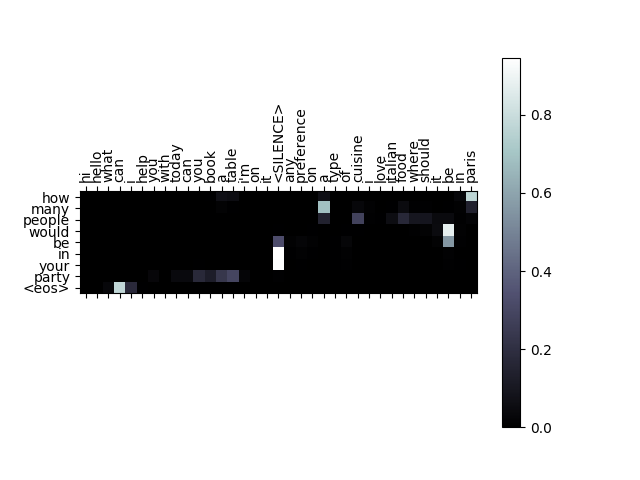 hi
hello
what
can
i
help
you
with
today
can
you
book
a
table
i'm
on
it
<SILENCE>
any
preference
on
a
type
of
cuisine
i
love
italian
food
where
should
it
be
in
paris
how
many
people
would
be
in
your
party
<eos>
0.8
0.6
0.4
0.2
0.0